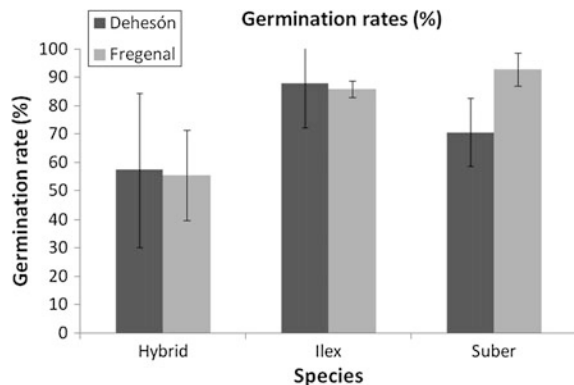 Germination rates (%)
Dehesón
Fregenal
Germination rate (%)
100
90
80
70
60
50
40
30
20
10
0
Hybrid
Ilex
Suber
Species